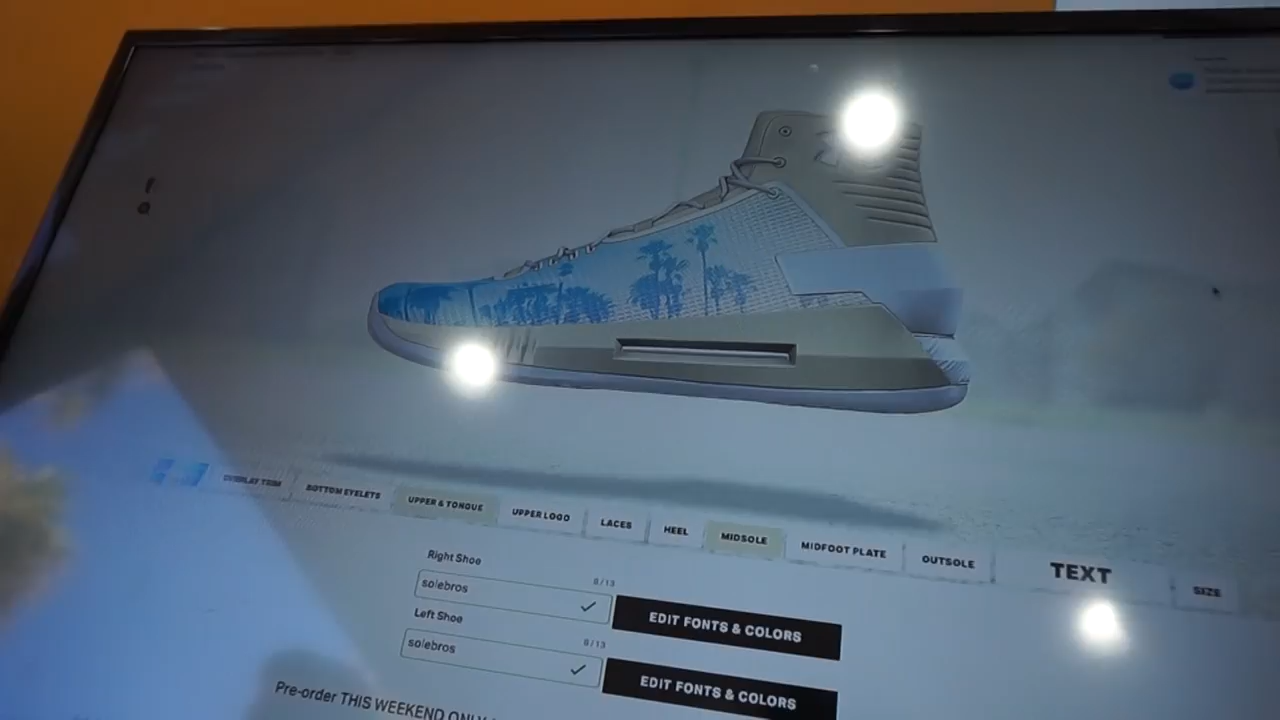 OVERLAY TRIM
BOTTOM EYELETS
UPPER & TONGUE
UPPER LOGO
LACES
HEEL
MIDSOLE
MIDFOOT PLATE
OUTSOLE
TEXT
SIZE
Right Shoe
8/13
solebros
EDIT FONTS & COLORS
Left Shoe
8/13
solebros
EDIT FONTS & COLORS
Pre-order THIS WEEKEND ONLY